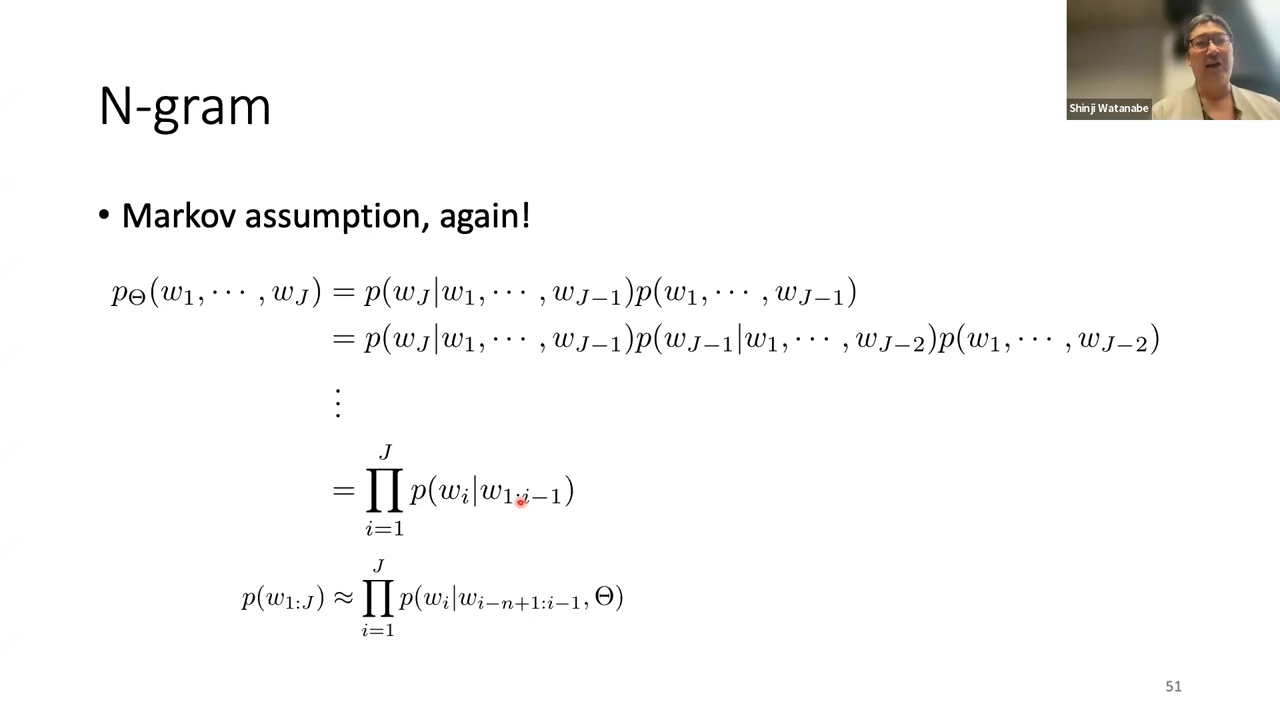 Shinji Watanabe
N-gram
• Markov assumption, again!
p_Θ(w_1, ⋯ , w_J) = p(w_J|w_1, ⋯ , w_{J−1})p(w_1, ⋯ , w_{J−1})
= p(w_J|w_1, ⋯ , w_{J−1})p(w_{J−1}|w_1, ⋯ , w_{J−2})p(w_1, ⋯ , w_{J−2})
⋮
= ∏_{i=1}^{J} p(w_i|w_{1:i−1})
p(w_{1:J}) ≈ ∏_{i=1}^{J} p(w_i|w_{i−n+1:i−1}, Θ)
51